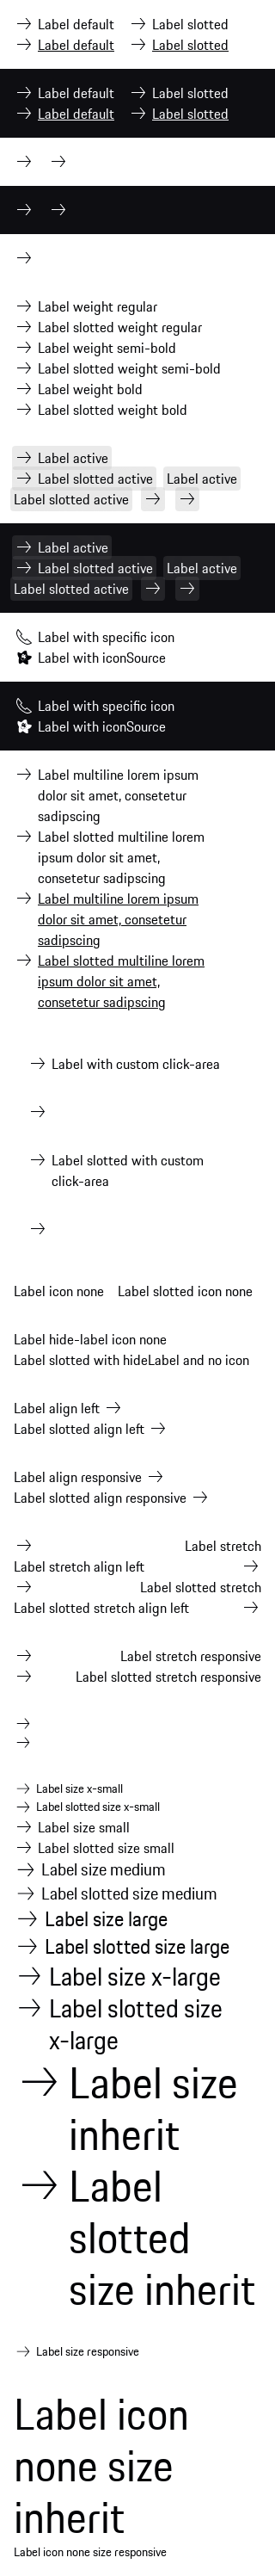 Label default Label slotted
Label default Label slotted
Label default Label slotted
Label default Label slotted
Label weight regular
Label slotted weight regular
Label weight semi-bold
Label slotted weight semi-bold
Label weight bold
Label slotted weight bold
Label active
Label slotted active Label active
Label slotted active
Label active
Label slotted active Label active
Label slotted active
Label with specific icon
Label with iconSource
Label with specific icon
Label with iconSource
Label multiline lorem ipsum
dolor sit amet, consetetur
sadipscing
Label slotted multiline lorem
ipsum dolor sit amet,
consetetur sadipscing
Label multiline lorem ipsum
dolor sit amet, consetetur
sadipscing
Label slotted multiline lorem
ipsum dolor sit amet,
consetetur sadipscing
Label with custom click-area
Label slotted with custom
click-area
Label icon none Label slotted icon none
Label hide-label icon none
Label slotted with hideLabel and no icon
Label align left
Label slotted align left
Label align responsive
Label slotted align responsive
Label stretch
Label stretch align left
Label slotted stretch
Label slotted stretch align left
Label stretch responsive
Label slotted stretch responsive
Label size x-small
Label slotted size x-small
Label size small
Label slotted size small
Label size medium
Label slotted size medium
Label size large
Label slotted size large
Label size x-large
Label slotted size
x-large
Label size
inherit
Label
slotted
size inherit
Label size responsive
Label icon
none size
inherit
Label icon none size responsive